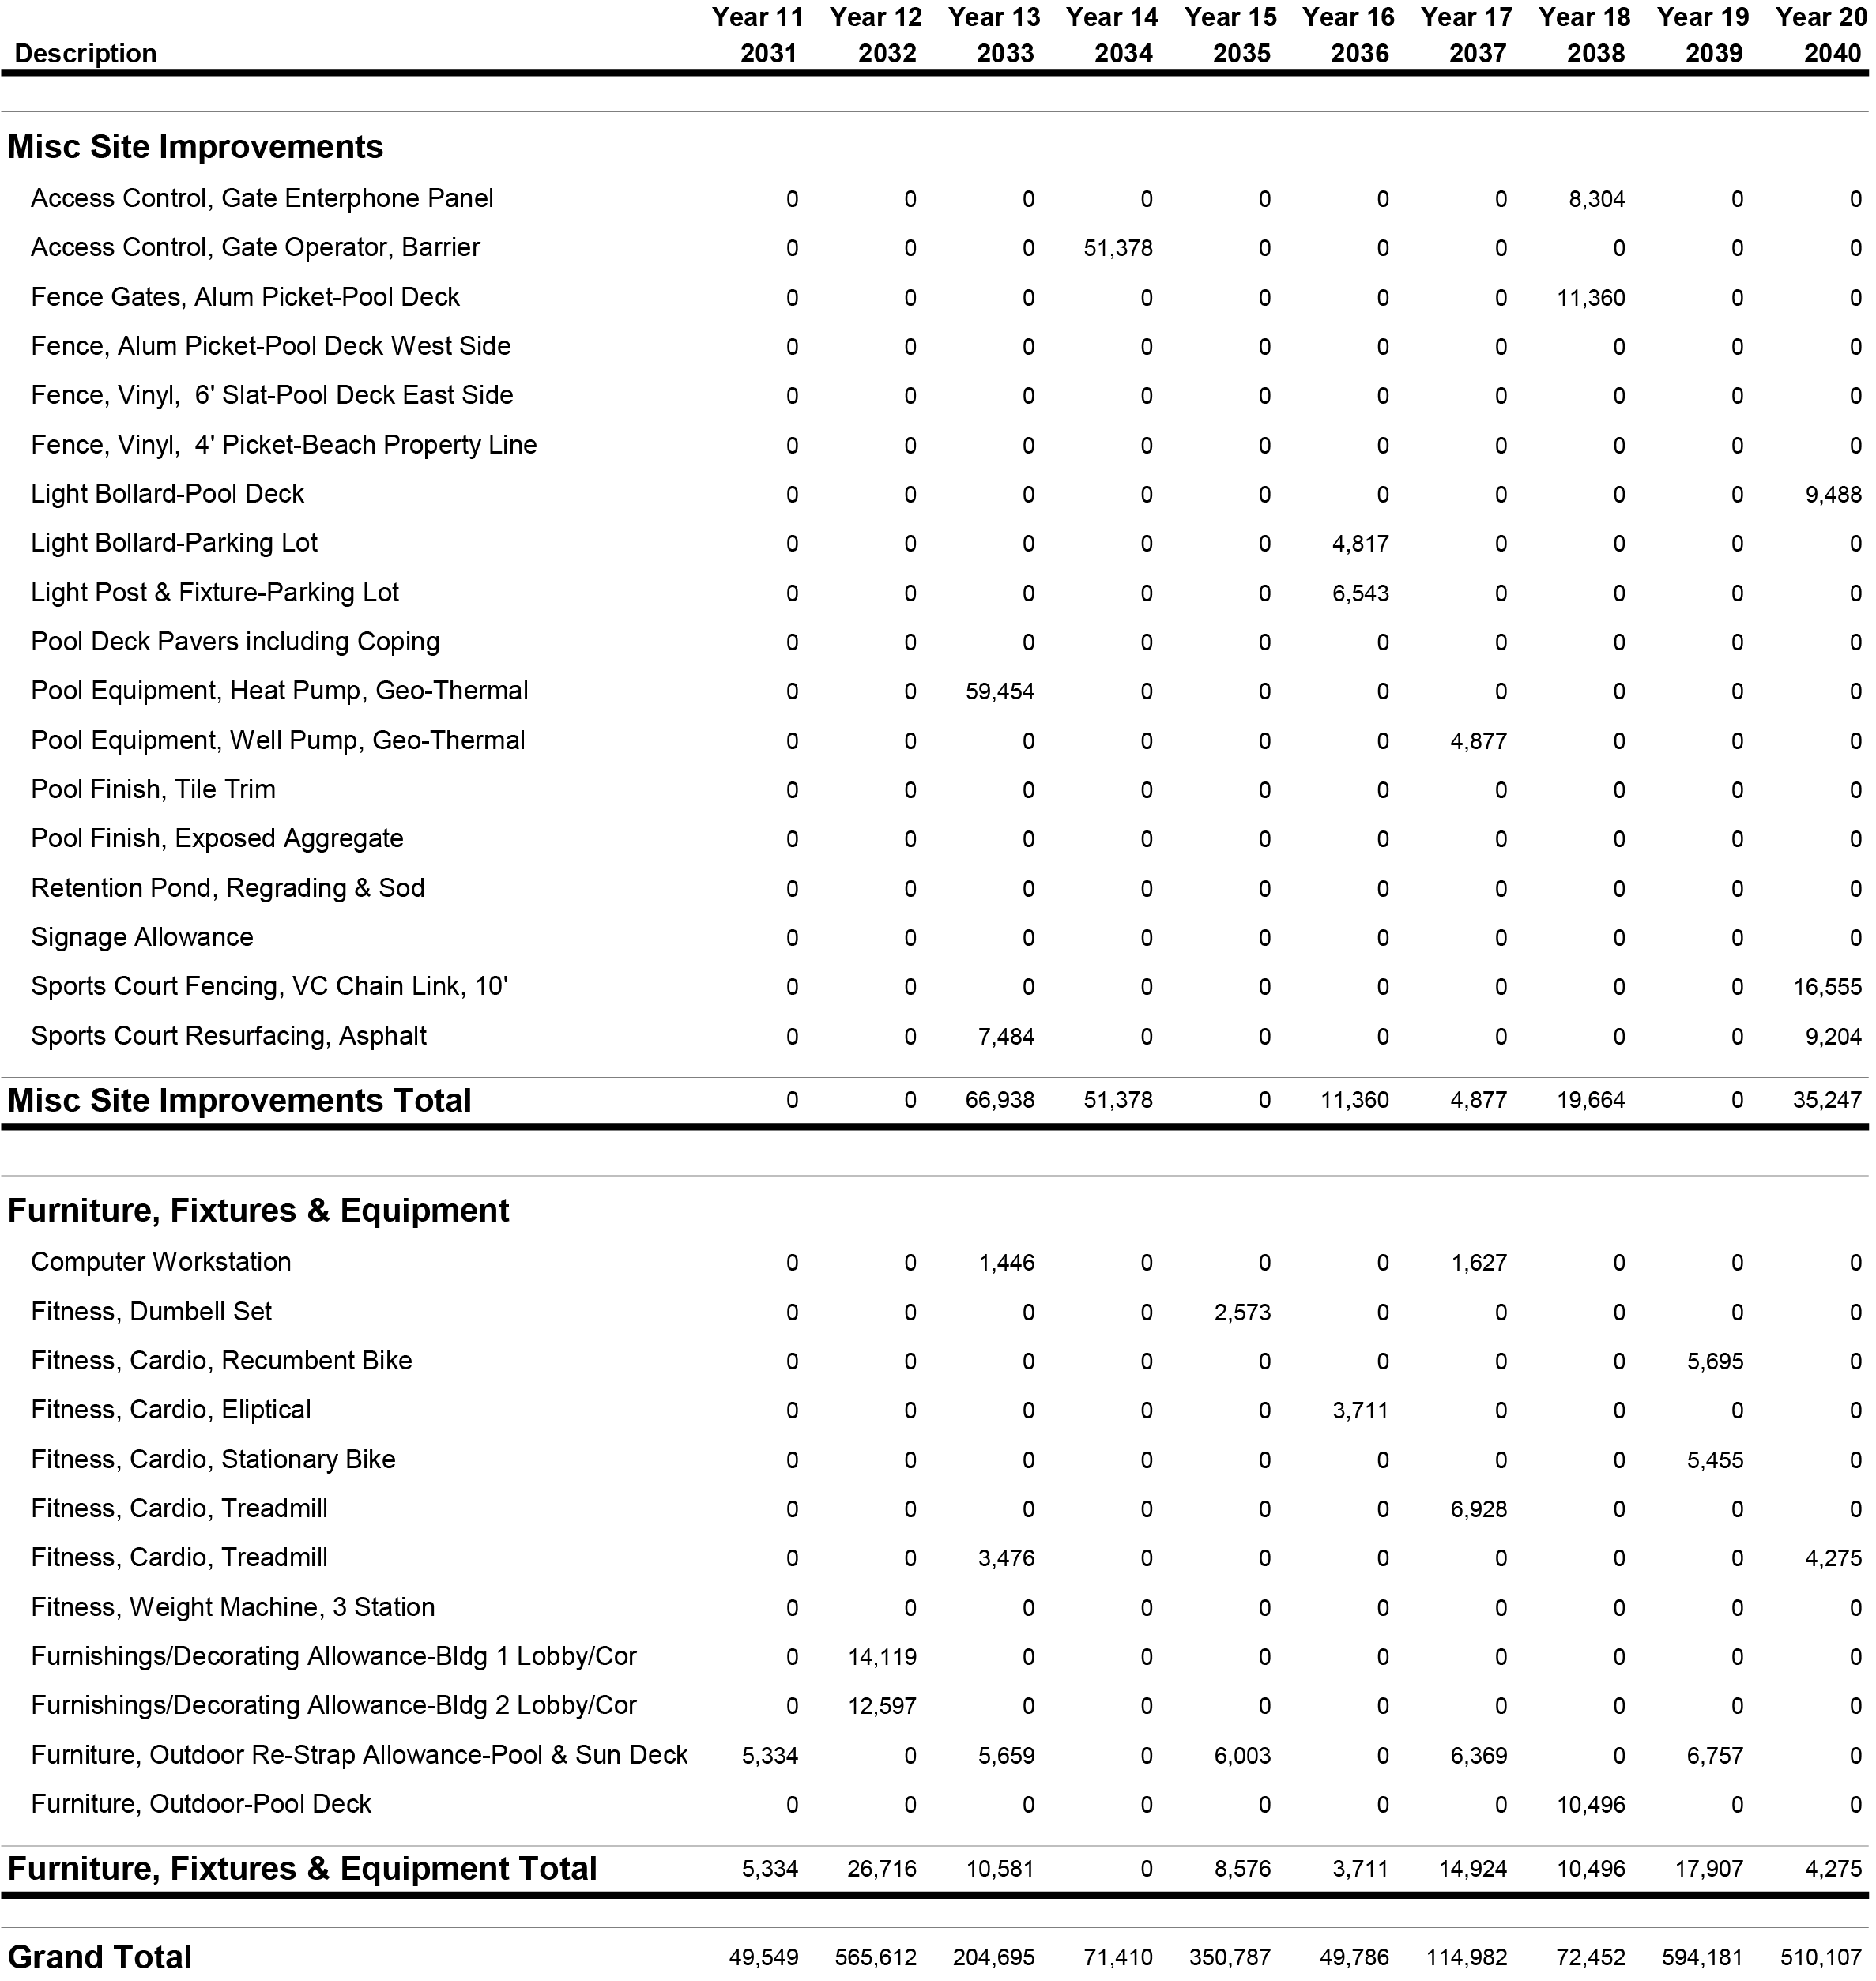 Year 11 Year 12 Year 13 Year 14 Year 15 Year 16 Year 17 Year 18 Year 19 Year 20
Description 2031 2032 2033 2034 2035 2036 2037 2038 2039 2040
Misc Site Improvements
Access Control, Gate Enterphone Panel 0 0 0 0 0 0 0 8,304 0 0
Access Control, Gate Operator, Barrier 0 0 0 51,378 0 0 0 0 0 0
Fence Gates, Alum Picket-Pool Deck 0 0 0 0 0 0 0 11,360 0 0
Fence, Alum Picket-Pool Deck West Side 0 0 0 0 0 0 0 0 0 0
Fence, Vinyl,  6' Slat-Pool Deck East Side 0 0 0 0 0 0 0 0 0 0
Fence, Vinyl,  4' Picket-Beach Property Line 0 0 0 0 0 0 0 0 0 0
Light Bollard-Pool Deck 0 0 0 0 0 0 0 0 0 9,488
Light Bollard-Parking Lot 0 0 0 0 0 4,817 0 0 0 0
Light Post & Fixture-Parking Lot 0 0 0 0 0 6,543 0 0 0 0
Pool Deck Pavers including Coping 0 0 0 0 0 0 0 0 0 0
Pool Equipment, Heat Pump, Geo-Thermal 0 0 59,454 0 0 0 0 0 0 0
Pool Equipment, Well Pump, Geo-Thermal 0 0 0 0 0 0 4,877 0 0 0
Pool Finish, Tile Trim 0 0 0 0 0 0 0 0 0 0
Pool Finish, Exposed Aggregate 0 0 0 0 0 0 0 0 0 0
Retention Pond, Regrading & Sod 0 0 0 0 0 0 0 0 0 0
Signage Allowance 0 0 0 0 0 0 0 0 0 0
Sports Court Fencing, VC Chain Link, 10' 0 0 0 0 0 0 0 0 0 16,555
Sports Court Resurfacing, Asphalt 0 0 7,484 0 0 0 0 0 0 9,204
Misc Site Improvements Total 0 0 66,938 51,378 0 11,360 4,877 19,664 0 35,247
Furniture, Fixtures & Equipment
Computer Workstation 0 0 1,446 0 0 0 1,627 0 0 0
Fitness, Dumbell Set 0 0 0 0 2,573 0 0 0 0 0
Fitness, Cardio, Recumbent Bike 0 0 0 0 0 0 0 0 5,695 0
Fitness, Cardio, Eliptical 0 0 0 0 0 3,711 0 0 0 0
Fitness, Cardio, Stationary Bike 0 0 0 0 0 0 0 0 5,455 0
Fitness, Cardio, Treadmill 0 0 0 0 0 0 6,928 0 0 0
Fitness, Cardio, Treadmill 0 0 3,476 0 0 0 0 0 0 4,275
Fitness, Weight Machine, 3 Station 0 0 0 0 0 0 0 0 0 0
Furnishings/Decorating Allowance-Bldg 1 Lobby/Cor 0 14,119 0 0 0 0 0 0 0 0
Furnishings/Decorating Allowance-Bldg 2 Lobby/Cor 0 12,597 0 0 0 0 0 0 0 0
Furniture, Outdoor Re-Strap Allowance-Pool & Sun Deck 5,334 0 5,659 0 6,003 0 6,369 0 6,757 0
Furniture, Outdoor-Pool Deck 0 0 0 0 0 0 0 10,496 0 0
Furniture, Fixtures & Equipment Total 5,334 26,716 10,581 0 8,576 3,711 14,924 10,496 17,907 4,275
Grand Total 49,549 565,612 204,695 71,410 350,787 49,786 114,982 72,452 594,181 510,107